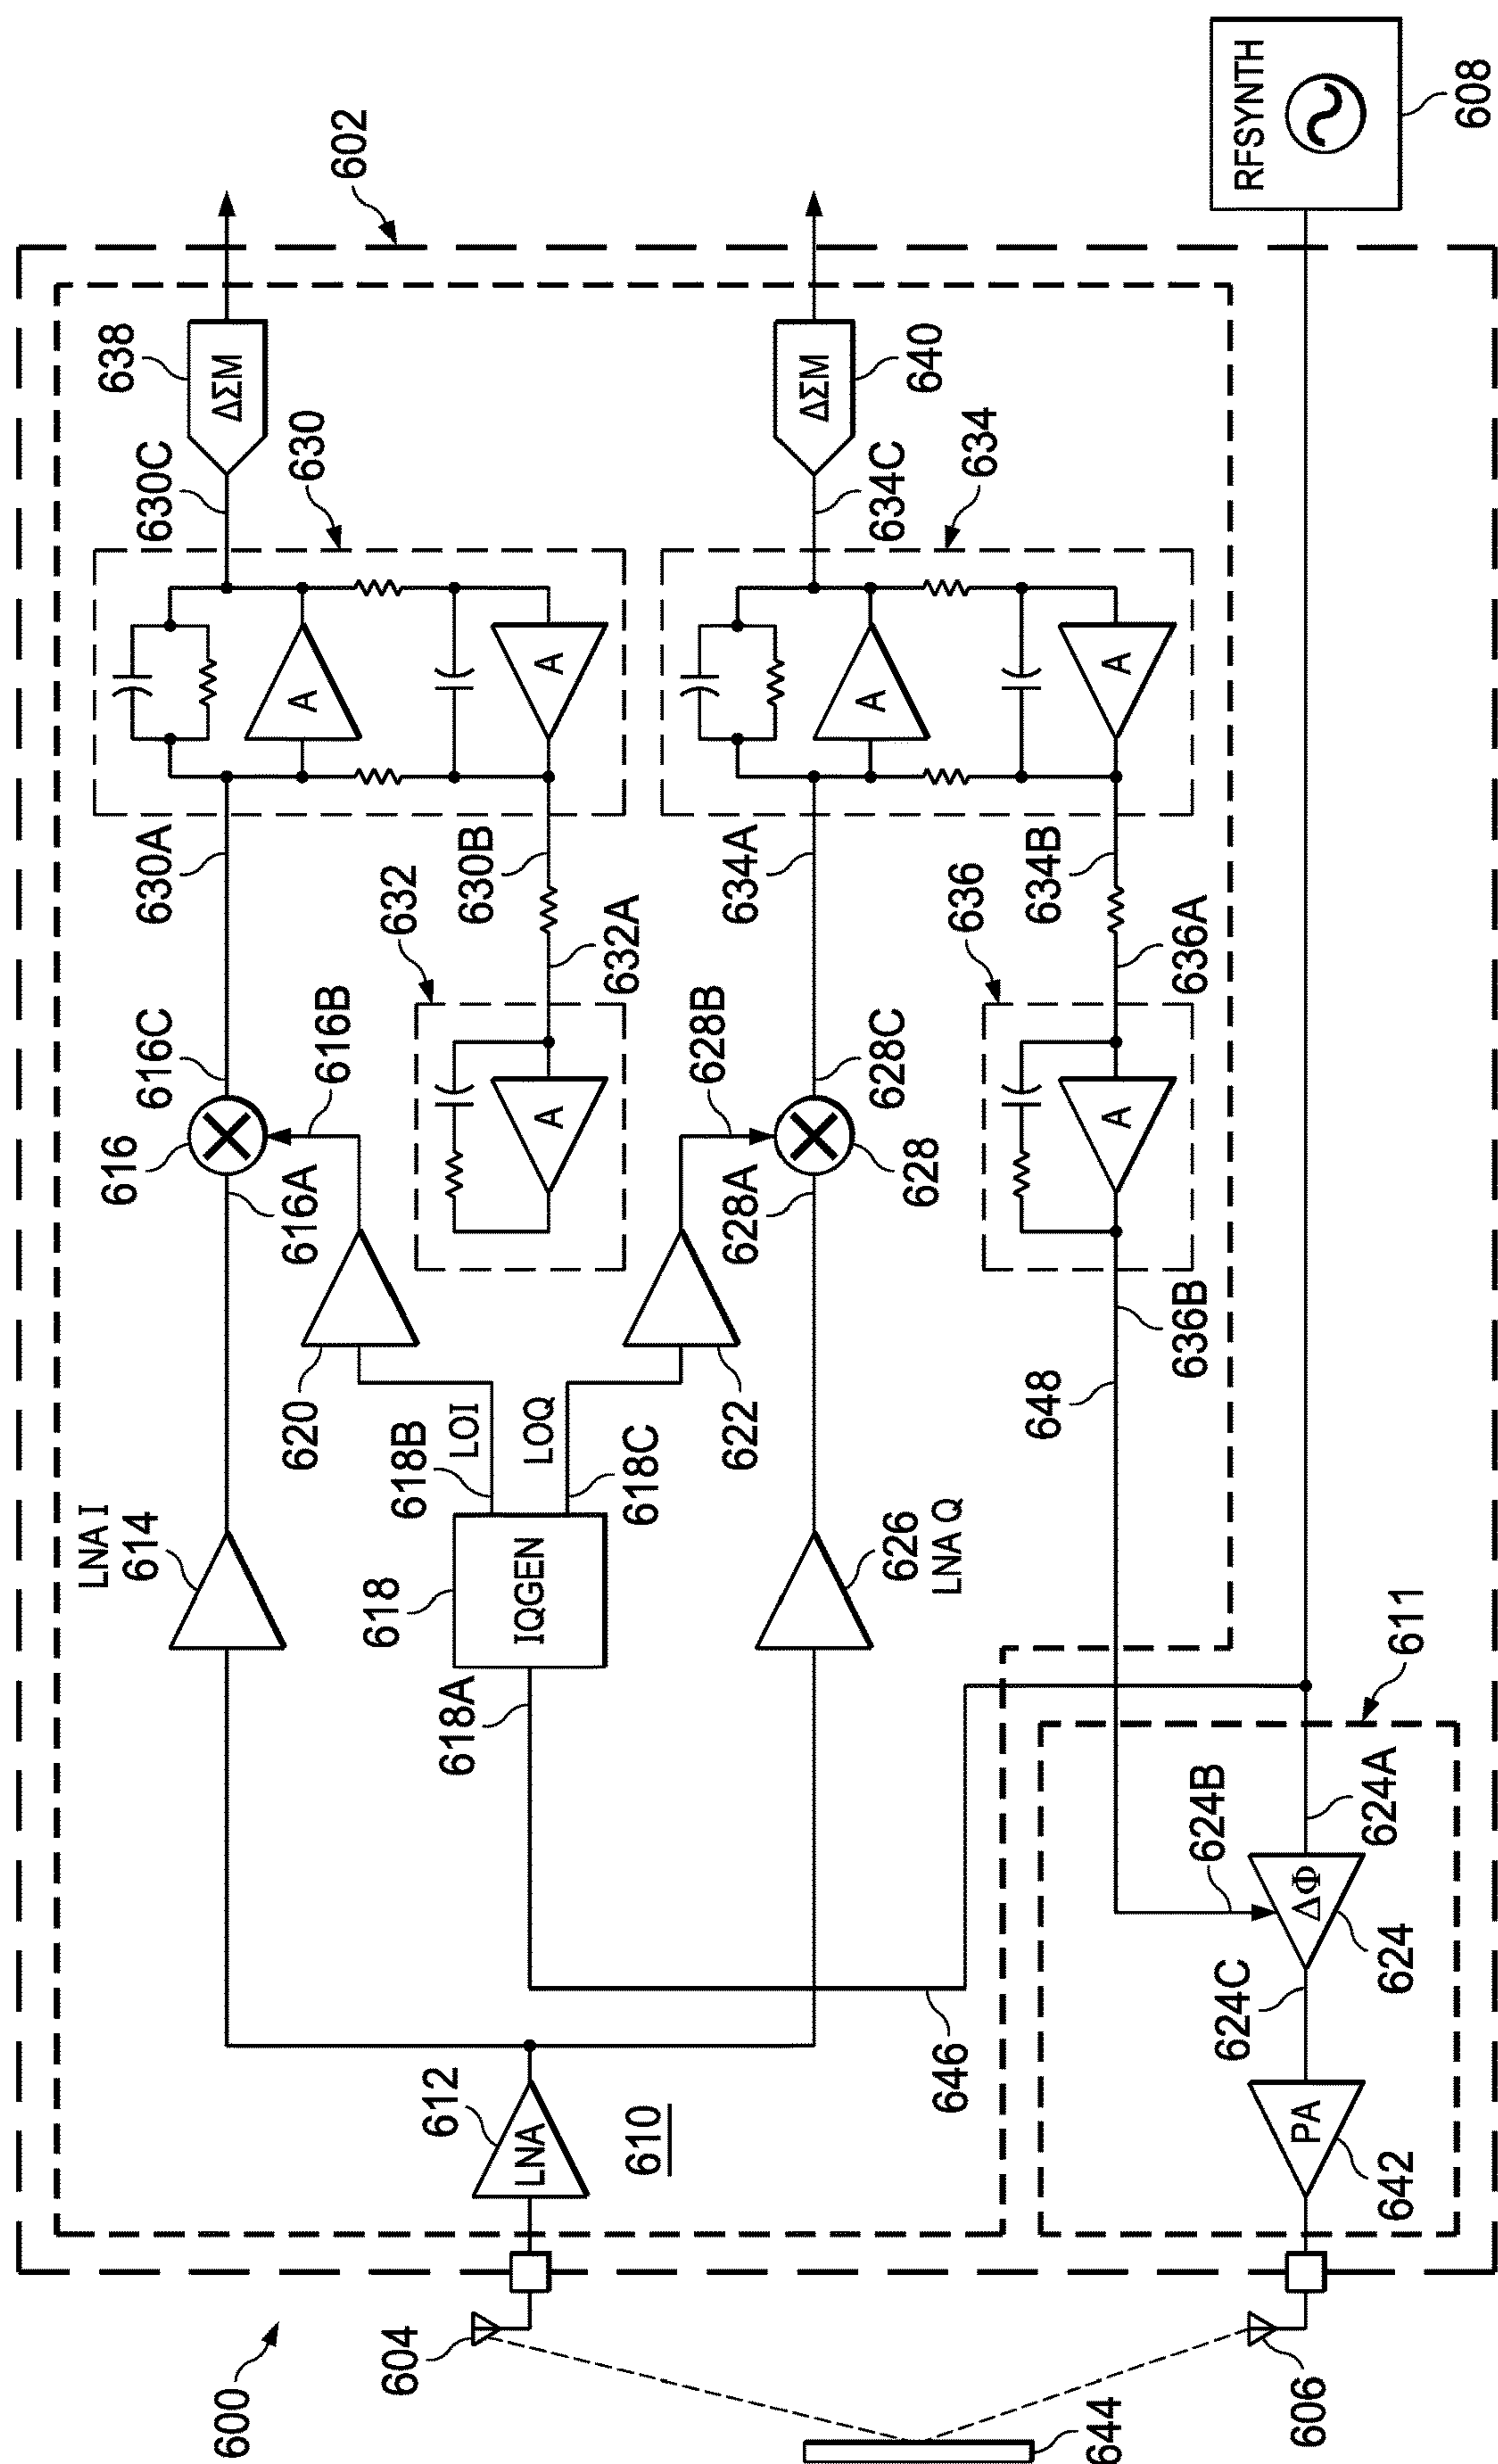 600
602
604
606
644
RFSYNTH
608
610
LNA
612
LNA I
614
616A
616
616C
616B
630A
630
630C
A
A
630B
638
ΔΣM
632
632A
A
620
LOI
618B
618
IQGEN
618A
LOQ
618C
622
628B
628A
628
628C
626
LNA Q
634A
634
634C
A
A
634B
640
ΔΣM
636
636A
A
636B
648
646
611
624A
624B
ΔΦ
624
624C
PA
642